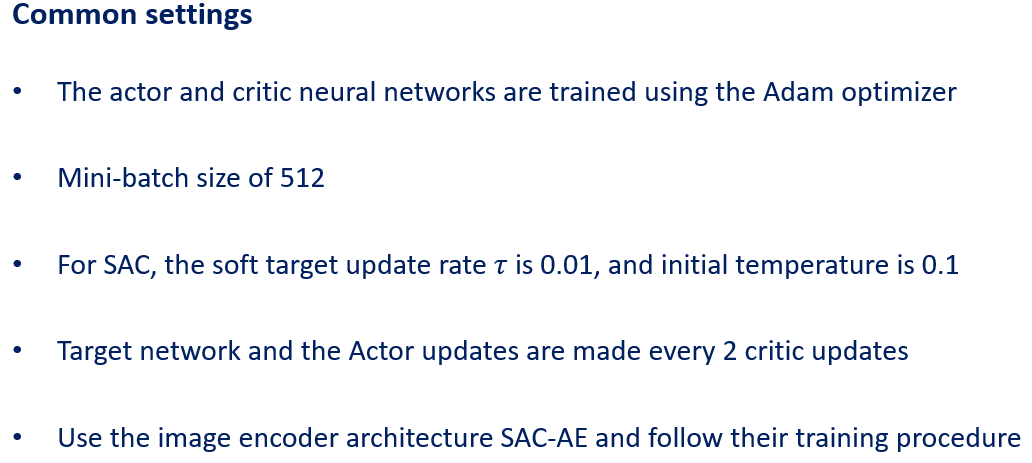 Common settings
• The actor and critic neural networks are trained using the Adam optimizer
• Mini-batch size of 512
• For SAC, the soft target update rate 𝜏 is 0.01, and initial temperature is 0.1
• Target network and the Actor updates are made every 2 critic updates
• Use the image encoder architecture SAC-AE and follow their training procedure